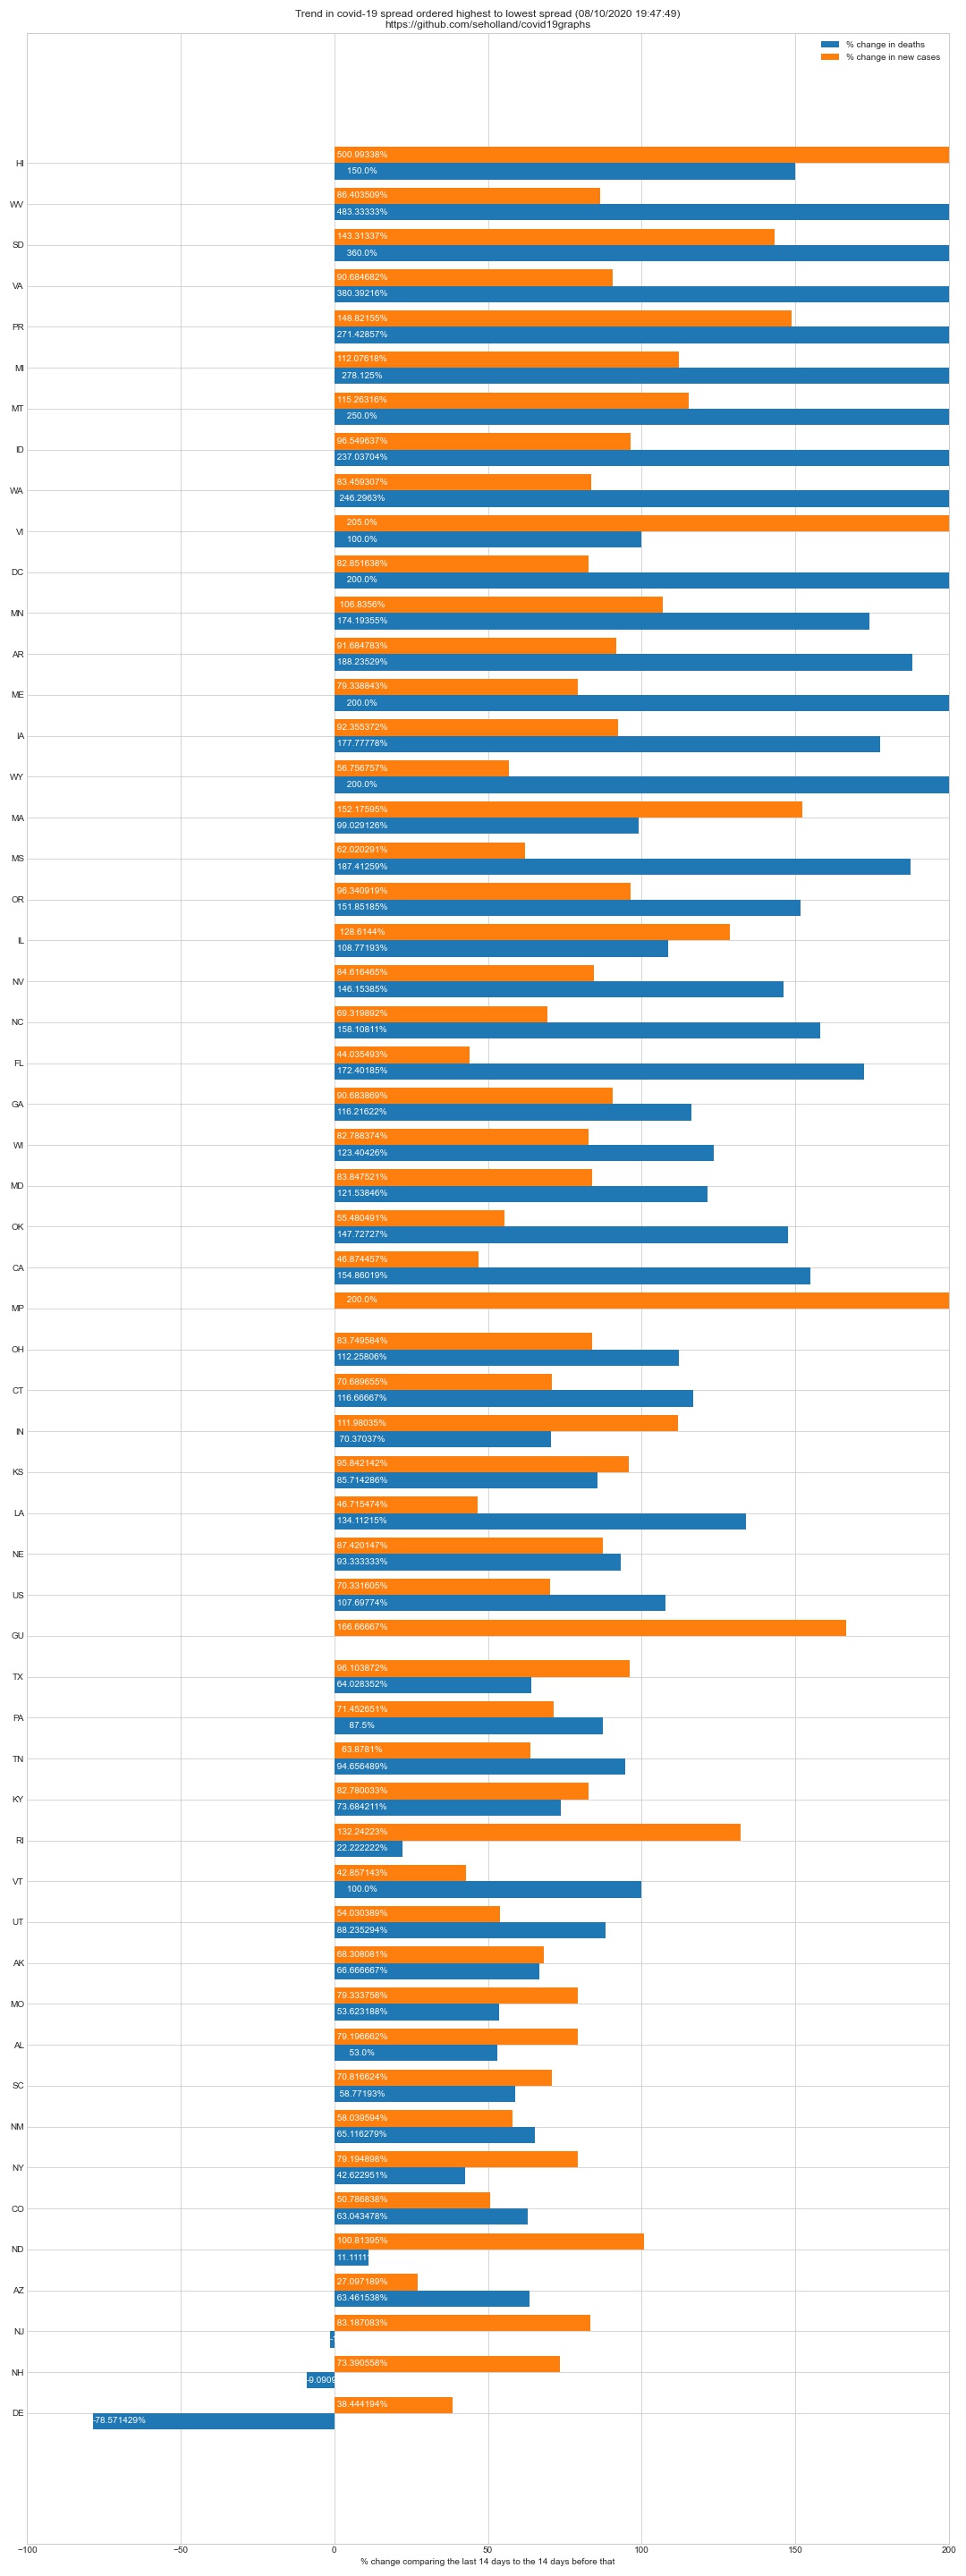 Trend in covid-19 spread ordered highest to lowest spread (08/10/2020 19:47:49)
https://github.com/seholland/covid19graphs
% change in deaths
% change in new cases
500.99338%
HI
150.0%
86.403509%
WV
483.33333%
143.31337%
SD
360.0%
90.684682%
VA
380.39216%
148.82155%
PR
271.42857%
112.07618%
MI
278.125%
115.26316%
MT
250.0%
96.549637%
ID
237.03704%
83.459307%
WA
246.2963%
205.0%
VI
100.0%
82.851638%
DC
200.0%
106.8356%
MN
174.19355%
91.684783%
AR
188.23529%
79.338843%
ME
200.0%
92.355372%
IA
177.77778%
56.756757%
WY
200.0%
152.17595%
MA
99.029126%
62.020291%
MS
187.41259%
96.340919%
OR
151.85185%
128.6144%
IL
108.77193%
84.616465%
NV
146.15385%
69.319892%
NC
158.10811%
44.035493%
FL
172.40185%
90.683869%
GA
116.21622%
82.788374%
WI
123.40426%
83.847521%
MD
121.53846%
55.480491%
OK
147.72727%
46.874457%
CA
154.86019%
200.0%
MP
83.749584%
OH
112.25806%
70.689655%
CT
116.66667%
111.98035%
IN
70.37037%
95.842142%
KS
85.714286%
46.715474%
LA
134.11215%
87.420147%
NE
93.333333%
70.331605%
US
107.69774%
166.66667%
GU
96.103872%
TX
64.028352%
71.452651%
PA
87.5%
63.8781%
TN
94.656489%
82.780033%
KY
73.684211%
132.24223%
RI
22.222222%
42.857143%
VT
100.0%
54.030389%
UT
88.235294%
68.308081%
AK
66.666667%
79.333758%
MO
53.623188%
79.196662%
AL
53.0%
70.816624%
SC
58.77193%
58.039594%
NM
65.116279%
79.194898%
NY
42.622951%
50.786838%
CO
63.043478%
100.81395%
ND
27.097189%
AZ
63.461538%
83.187083%
NJ
73.390558%
NH
38.444194%
DE
-78.571429%
−100
−50
0
50
100
150
200
% change comparing the last 14 days to the 14 days before that